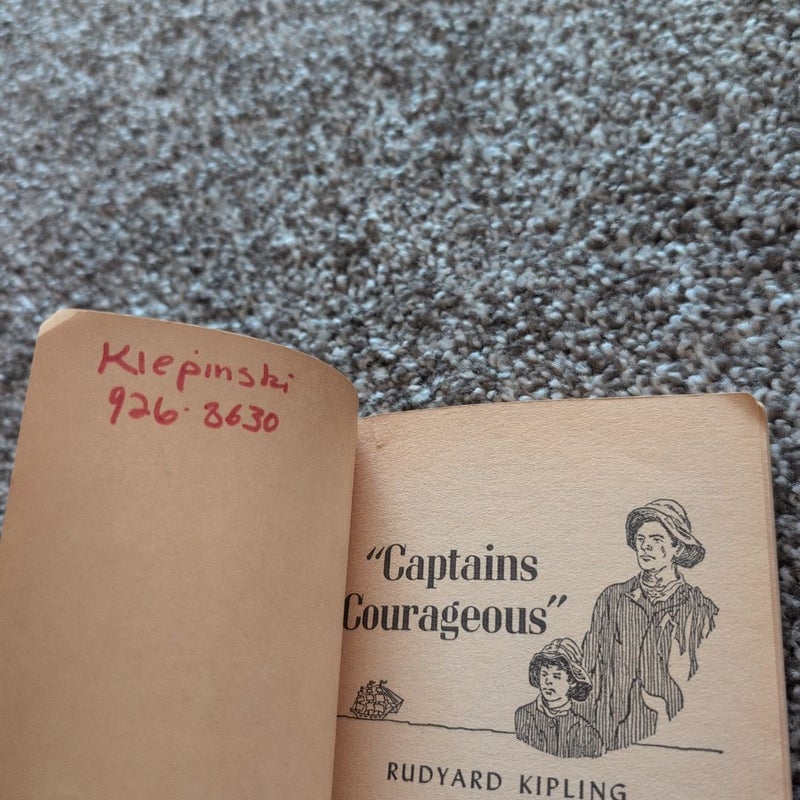 Klepinski
926-8630
"Captains
Courageous"
RUDYARD KIPLING